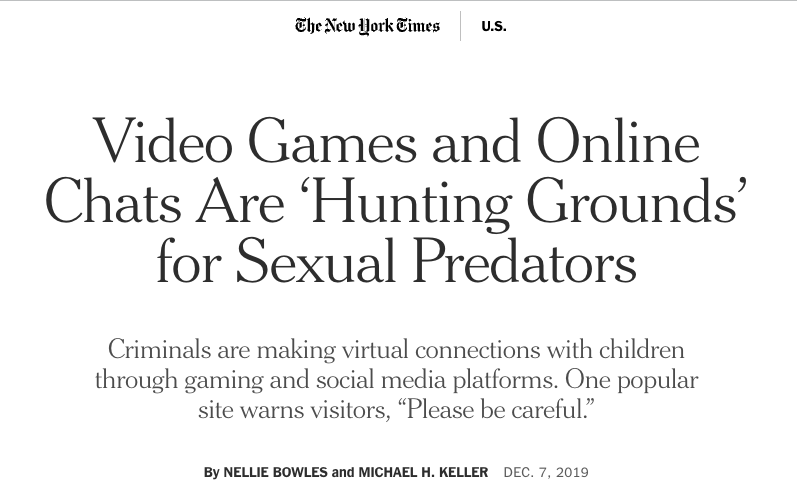 The New York Times U.S.
Video Games and Online
Chats Are ‘Hunting Grounds’
for Sexual Predators
Criminals are making virtual connections with children
through gaming and social media platforms. One popular
site warns visitors, “Please be careful.”
By NELLIE BOWLES and MICHAEL H. KELLER DEC. 7, 2019